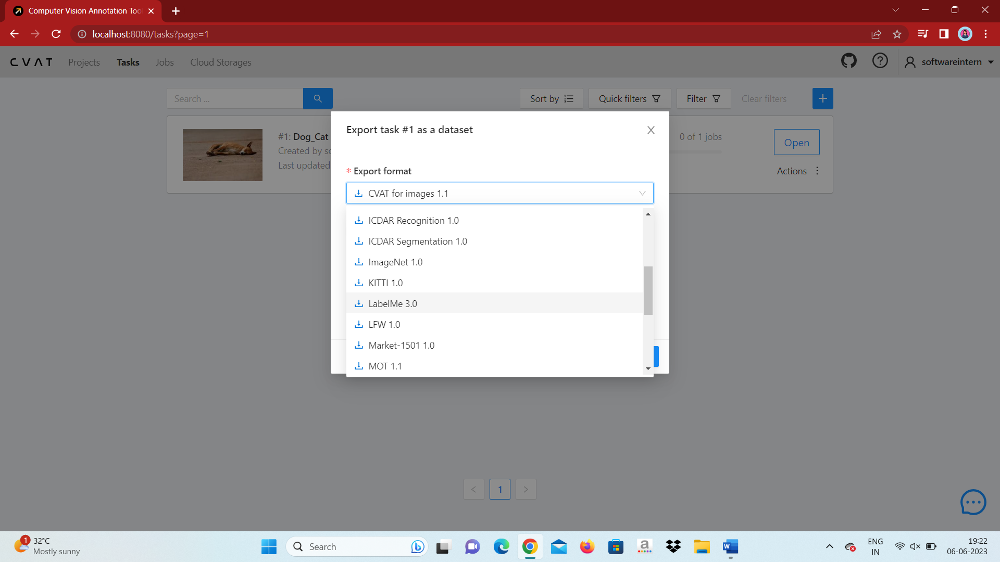 Computer Vision Annotation Too
localhost:8080/tasks?page=1
CVAT Projects Tasks Jobs Cloud Storages softwareintern
Search ... Sort by Quick filters Filter Clear filters
Export task #1 as a dataset
#1: Dog_Cat
Created by
Last updated
0 of 1 jobs
Open
Actions
* Export format
CVAT for images 1.1
ICDAR Recognition 1.0
ICDAR Segmentation 1.0
ImageNet 1.0
KITTI 1.0
LabelMe 3.0
LFW 1.0
Market-1501 1.0
MOT 1.1
< 1 >
1
32°C
Mostly sunny
Search
a
ENG
IN
19:22
06-06-2023